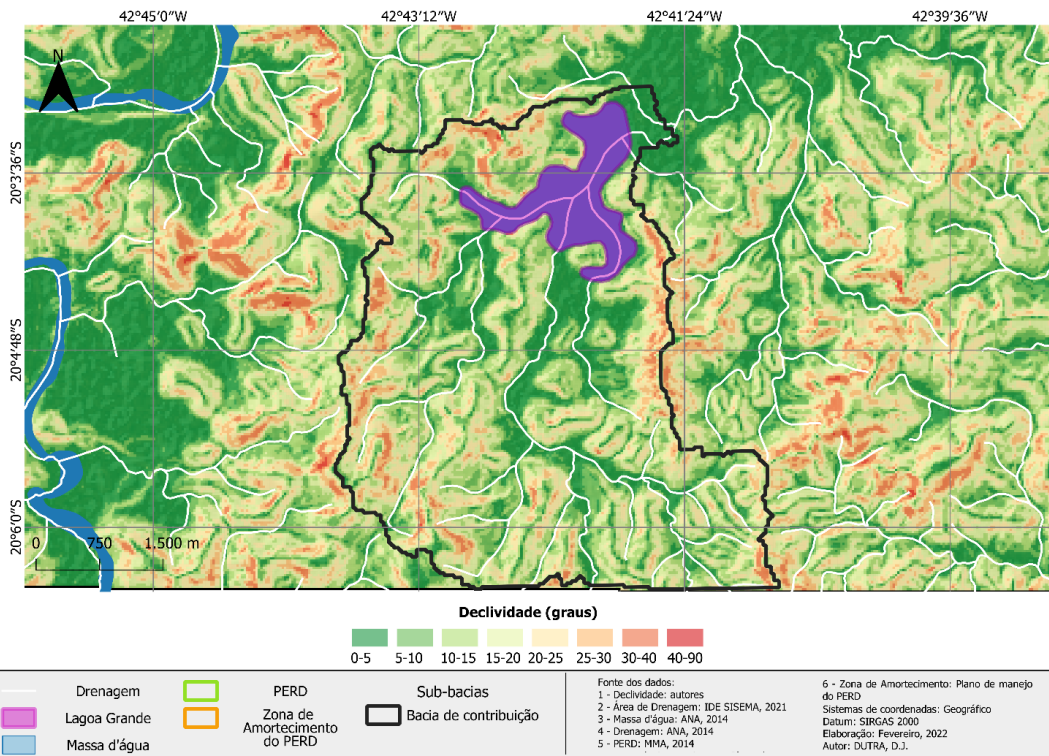 42°45′0″W 42°43′12″W 42°41′24″W 42°39′36″W
N
20°3′36″S
20°4′48″S
20°6′0″S
0 750 1.500 m
Declividade (graus)
0-5 5-10 10-15 15-20 20-25 25-30 30-40 40-90
Drenagem
Lagoa Grande
Massa d'água
PERD
Zona de
Amortecimento
do PERD
Sub-bacias
Bacia de contribuição
Fonte dos dados:
1 - Declividade: autores
2 - Área de Drenagem: IDE SISEMA, 2021
3 - Massa d'água: ANA, 2014
4 - Drenagem: ANA, 2014
5 - PERD: MMA, 2014
6 - Zona de Amortecimento: Plano de manejo
do PERD
Sistemas de coordenadas: Geográfico
Datum: SIRGAS 2000
Elaboração: Fevereiro, 2022
Autor: DUTRA, D.J.